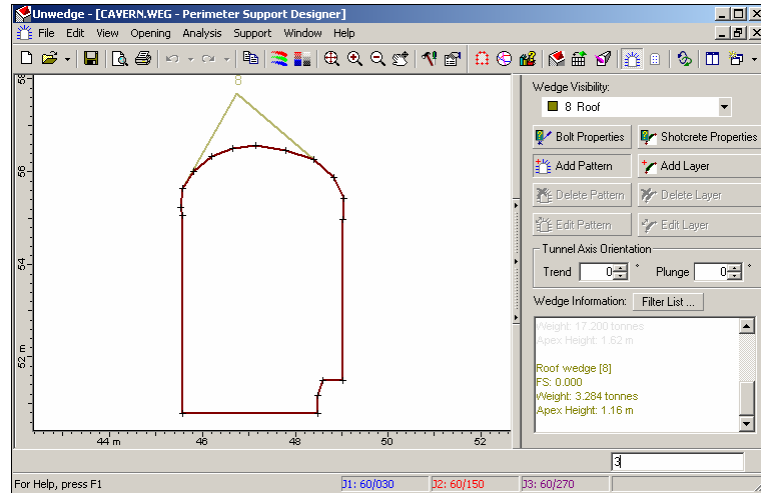 Unwedge - [CAVERN.WEG - Perimeter Support Designer]
File Edit View Opening Analysis Support Window Help
58
8
56
54
52 m
44 m 46 48 50 52
Wedge Visibility:
8 Roof
Bolt Properties Shotcrete Properties
Add Pattern Add Layer
Delete Pattern Delete Layer
Edit Pattern Edit Layer
Tunnel Axis Orientation
Trend 0 ° Plunge 0 °
Wedge Information: Filter List ...
Weight: 17.200 tonnes
Apex Height: 1.62 m
Roof wedge [8]
FS: 0.000
Weight: 3.284 tonnes
Apex Height: 1.16 m
3
For Help, press F1 J1: 60/030 J2: 60/150 J3: 60/270